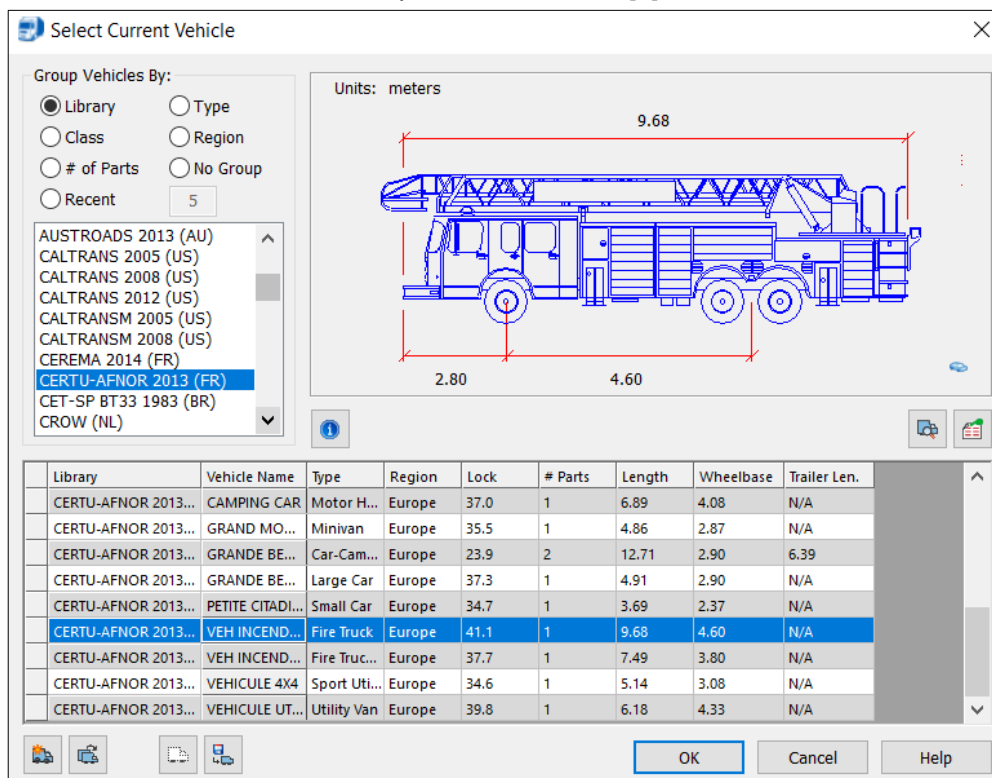 Select Current Vehicle
Group Vehicles By:
Library Type
Class Region
# of Parts No Group
Recent 5
AUSTROADS 2013 (AU)
CALTRANS 2005 (US)
CALTRANS 2008 (US)
CALTRANS 2012 (US)
CALTRANSM 2005 (US)
CALTRANSM 2008 (US)
CEREMA 2014 (FR)
CERTU-AFNOR 2013 (FR)
CET-SP BT33 1983 (BR)
CROW (NL)
Units: meters
9.68
2.80 4.60
Library Vehicle Name Type Region Lock # Parts Length Wheelbase Trailer Len.
CERTU-AFNOR 2013... CAMPING CAR Motor H... Europe 37.0 1 6.89 4.08 N/A
CERTU-AFNOR 2013... GRAND MO... Minivan Europe 35.5 1 4.86 2.87 N/A
CERTU-AFNOR 2013... GRANDE BE... Car-Cam... Europe 23.9 2 12.71 2.90 6.39
CERTU-AFNOR 2013... GRANDE BE... Large Car Europe 37.3 1 4.91 2.90 N/A
CERTU-AFNOR 2013... PETITE CITADI... Small Car Europe 34.7 1 3.69 2.37 N/A
CERTU-AFNOR 2013... VEH INCEND... Fire Truck Europe 41.1 1 9.68 4.60 N/A
CERTU-AFNOR 2013... VEH INCEND... Fire Truc... Europe 37.7 1 7.49 3.80 N/A
CERTU-AFNOR 2013... VEHICULE 4X4 Sport Uti... Europe 34.6 1 5.14 3.08 N/A
CERTU-AFNOR 2013... VEHICULE UT... Utility Van Europe 39.8 1 6.18 4.33 N/A
OK Cancel Help